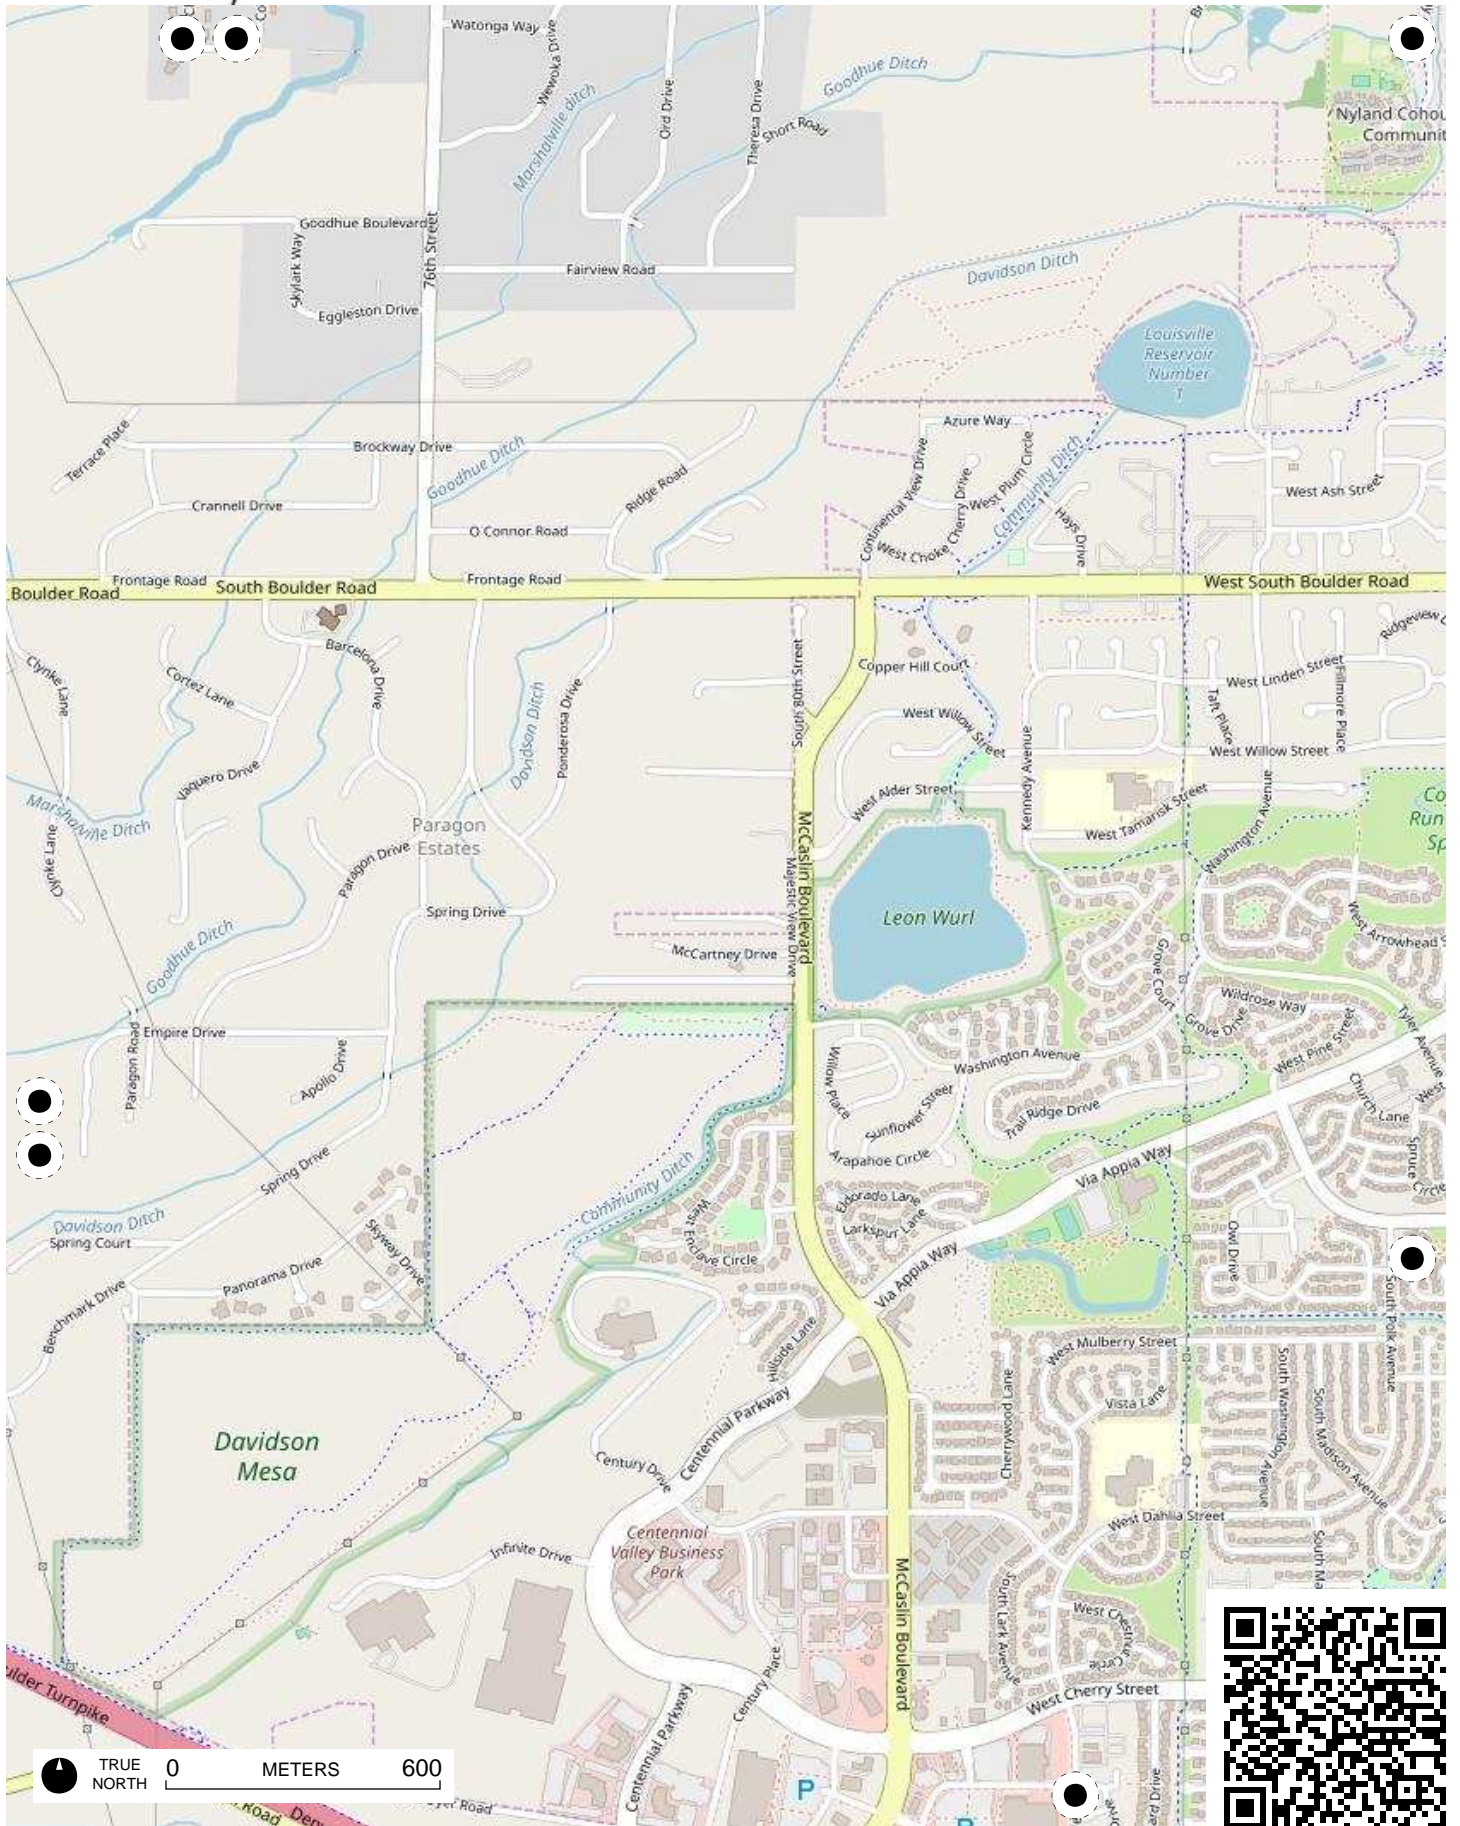 Watonga Way
Wewoka Drive
Marshalville ditch
Ord Drive
Theresa Drive
Short Road
Goodhue Ditch
Nyland Cohou
Communit
Goodhue Boulevard
76th Street
Skylark Way
Eggleston Drive
Fairview Road
Davidson Ditch
Louisville
Reservoir
Number
1
Terrace Place
Brockway Drive
Goodhue Ditch
Crannell Drive
Ridge Road
O Connor Road
Azure Way
Continental View Drive
West Plum Circle
West Choke Cherry Drive
Community Ditch
Hays Drive
West Ash Street
Boulder Road
Frontage Road
South Boulder Road
Frontage Road
West South Boulder Road
Clynke Lane
Cortez Lane
Barcelona Drive
Vaquero Drive
Davidson Ditch
Ponderosa Drive
South 80th Street
Copper Hill Court
West Willow Street
Kennedy Avenue
West Linden Street
Taft Place
Fillmore Place
West Willow Street
Marshalville Ditch
Clynke Lane
Paragon
Estates
Paragon Drive
Spring Drive
McCaslin Boulevard
Majestic View Drive
West Alder Street
West Tamarisk Street
Washington Avenue
Co
Run
Sp
Leon Wurl
McCartney Drive
Goodhue Ditch
Empire Drive
Paragon Road
Apollo Drive
Grove Court
Wildrose Way
Grove Drive
West Pine Street
Tyler Avenue
Washington Avenue
Willow Place
Sunflower Street
Trail Ridge Drive
Arapahoe Circle
Church Lane
West
Spruce
Circle
Via Appia Way
Spring Drive
Davidson Ditch
Spring Court
Community Ditch
West
Enclave Circle
Eldorado Lane
Larkspur Lane
Via Appia Way
Owl Drive
Skyway Drive
Panorama Drive
Benchmark Drive
South Polk Avenue
Hillside Lane
West Mulberry Street
Vista Lane
Cherrywood Lane
South Washington
Avenue
South Madison Avenue
Davidson
Mesa
Centennial Parkway
Century Drive
West Dahlia Street
Centennial
Valley Business
Park
Infinite Drive
McCaslin Boulevard
South Lark Avenue
West Chestnut
Circle
Century Place
Centennial Parkway
West Cherry Street
ulder Turnpike
TRUE
NORTH
0
METERS
600
P
Road